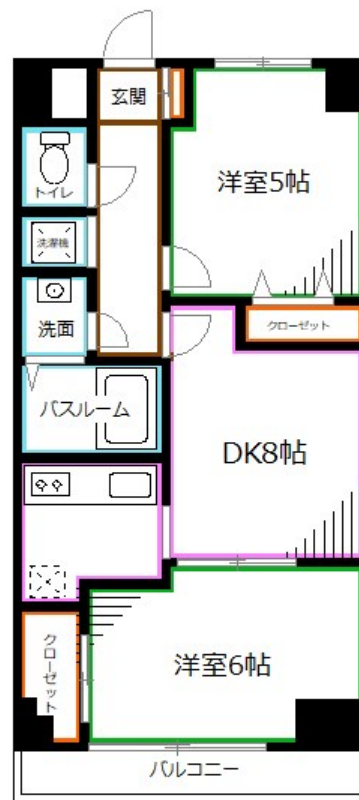 玄関
トイレ
洋室5帖
洗濯機
洗面
クローゼット
バスルーム
DK8帖
クローゼット
洋室6帖
バルコニー